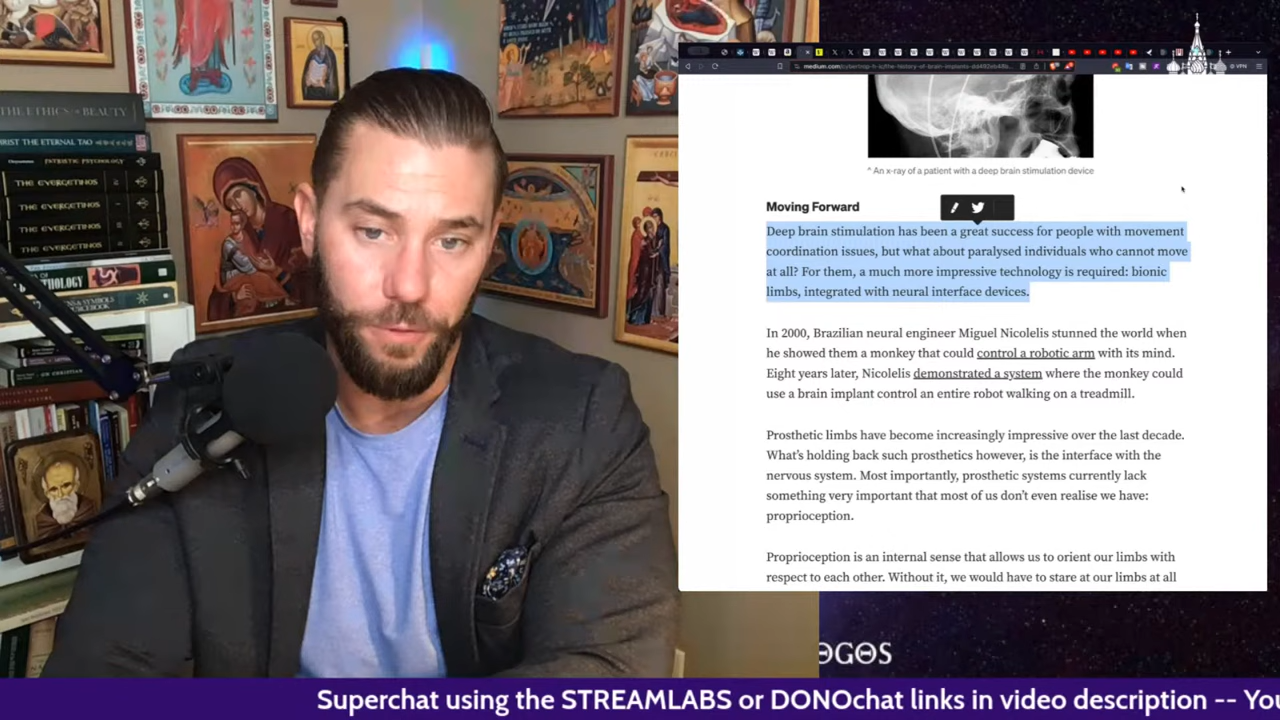 THE ETHICS OF BEAUTY
CHRIST THE ETERNAL TAO
PATRISTIC PSYCHOLOGY
THE EVERGETINOS
THE EVERGETINOS
THE EVERGETINOS
THE EVERGETINOS
VPN
* An x-ray of a patient with a deep brain stimulation device
Moving Forward
Deep brain stimulation has been a great success for people with movement
coordination issues, but what about paralysed individuals who cannot move
at all? For them, a much more impressive technology is required: bionic
limbs, integrated with neural interface devices.
In 2000, Brazilian neural engineer Miguel Nicolelis stunned the world when
he showed them a monkey that could control a robotic arm with its mind.
Eight years later, Nicolelis demonstrated a system where the monkey could
use a brain implant control an entire robot walking on a treadmill.
Prosthetic limbs have become increasingly impressive over the last decade.
What's holding back such prosthetics however, is the interface with the
nervous system. Most importantly, prosthetic systems currently lack
something very important that most of us don't even realise we have:
proprioception.
Proprioception is an internal sense that allows us to orient our limbs with
respect to each other. Without it, we would have to stare at our limbs at all
OGOS
Superchat using the STREAMLABS or DONOchat links in video description -- You